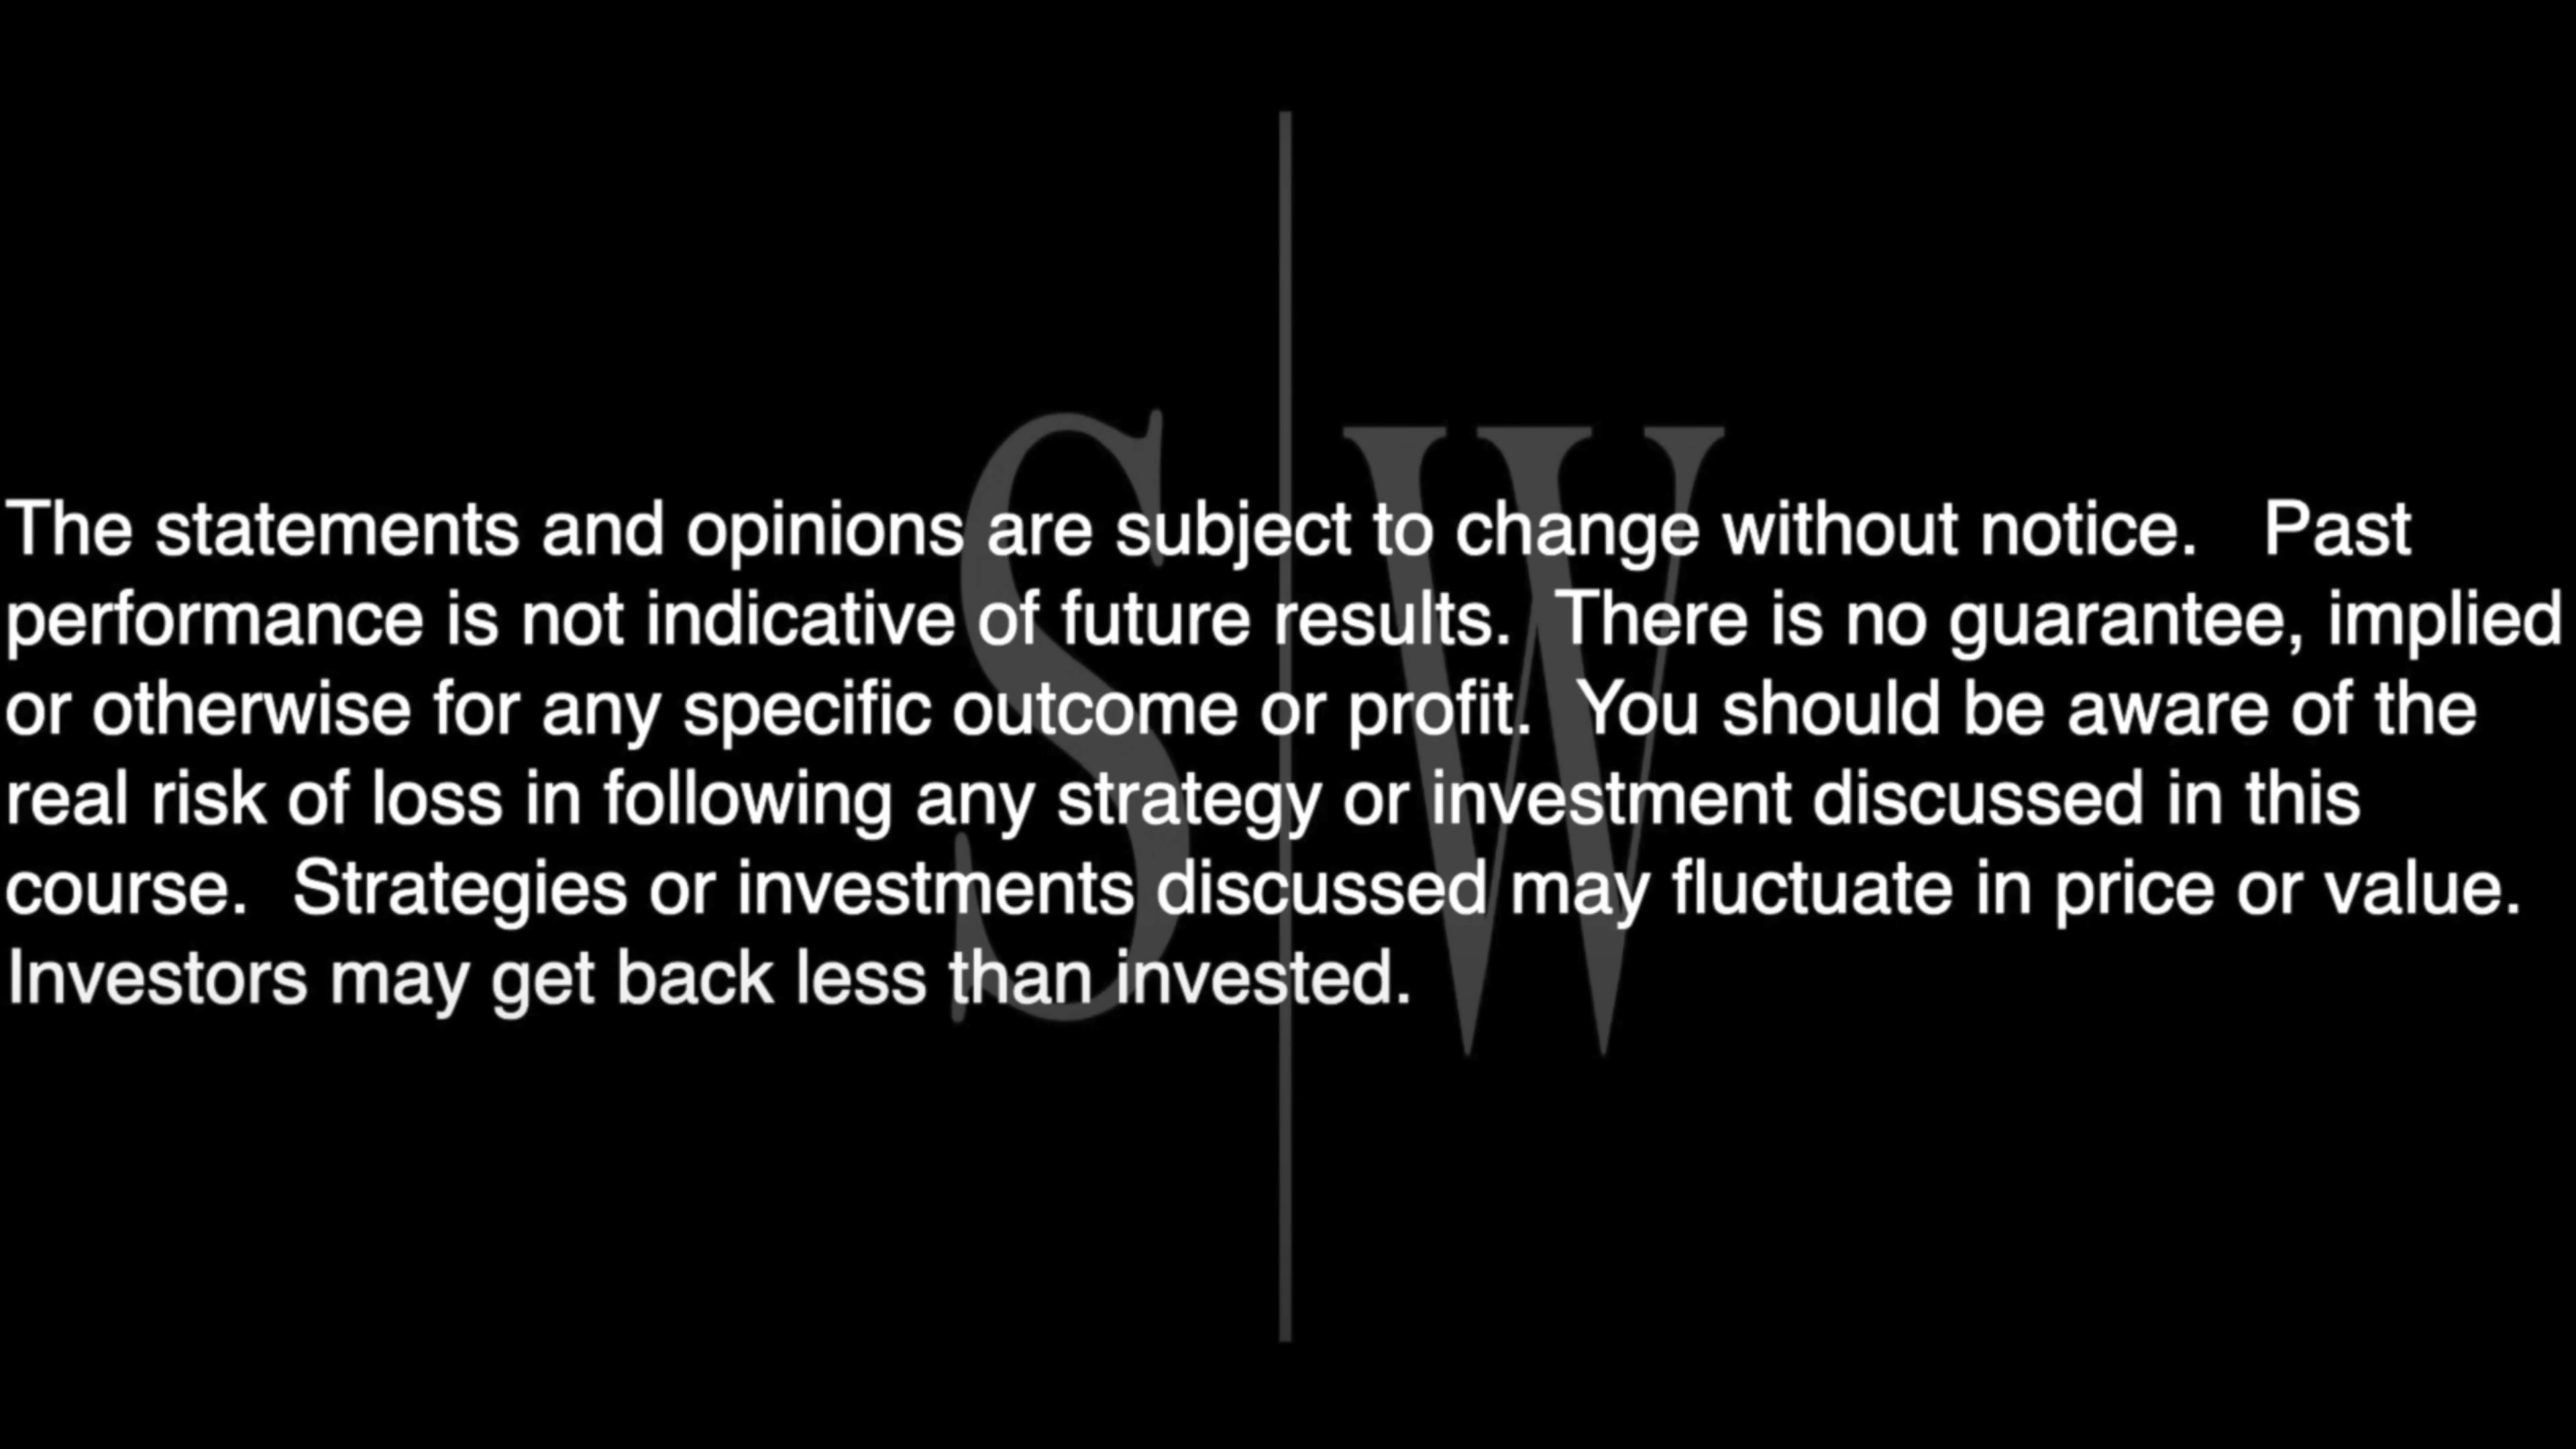 S W
The statements and opinions are subject to change without notice.   Past
performance is not indicative of future results.  There is no guarantee, implied
or otherwise for any specific outcome or profit.  You should be aware of the
real risk of loss in following any strategy or investment discussed in this
course.  Strategies or investments discussed may fluctuate in price or value.
Investors may get back less than invested.